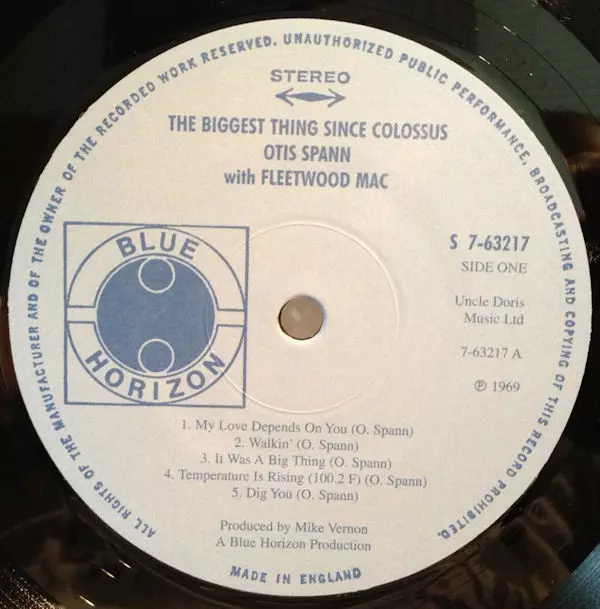 ALL RIGHTS OF THE MANUFACTURER AND OF THE OWNER OF THE RECORDED WORK RESERVED. UNAUTHORIZED PUBLIC PERFORMANCE, BROADCASTING AND COPYING OF THIS RECORD PROHIBITED.
STEREO
THE BIGGEST THING SINCE COLOSSUS
OTIS SPANN
with FLEETWOOD MAC
BLUE
HORIZON
S 7-63217
SIDE ONE
Uncle Doris
Music Ltd
7-63217 A
℗ 1969
1. My Love Depends On You (O. Spann)
2. Walkin' (O. Spann)
3. It Was A Big Thing (O. Spann)
4. Temperature Is Rising (100.2 F) (O. Spann)
5. Dig You (O. Spann)
Produced by Mike Vernon
A Blue Horizon Production
MADE IN ENGLAND